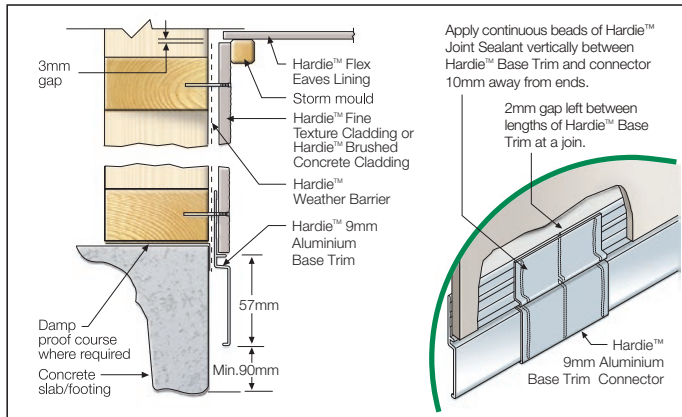 3mm
gap
Hardie™ Flex
Eaves Lining
Storm mould
Hardie™ Fine
Texture Cladding or
Hardie™ Brushed
Concrete Cladding
Hardie™
Weather Barrier
Hardie™ 9mm
Aluminium
Base Trim
57mm
Min.90mm
Damp
proof course
where required
Concrete
slab/footing
Apply continuous beads of Hardie™
Joint Sealant vertically between
Hardie™ Base Trim and connector
10mm away from ends.
2mm gap left between
lengths of Hardie™ Base
Trim at a join.
Hardie™
9mm Aluminium
Base Trim Connector